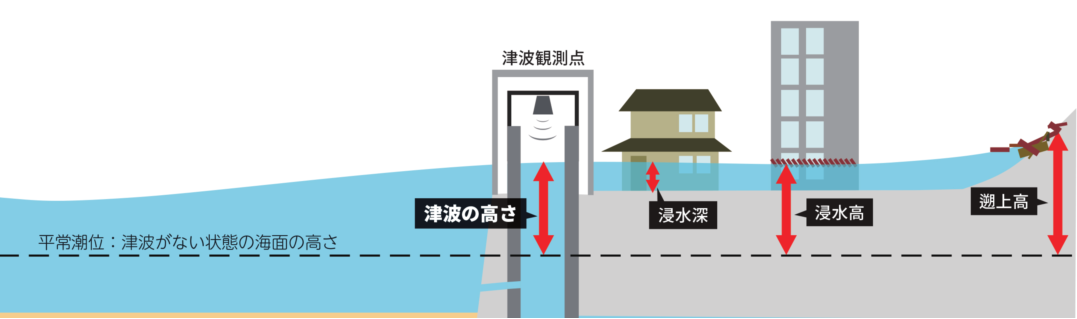 津波観測点
津波の高さ
浸水深
浸水高
遡上高
平常潮位：津波がない状態の海面の高さ